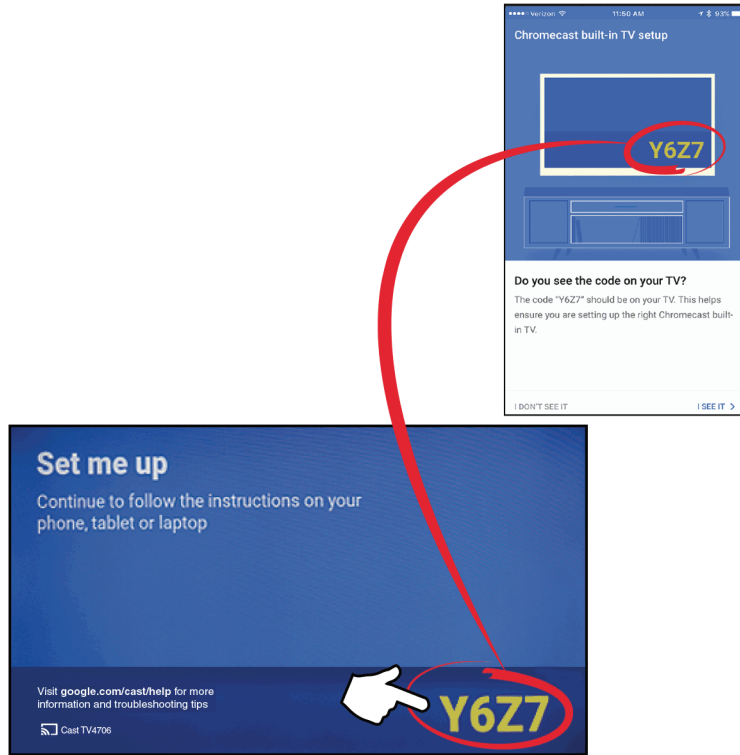 Verizon 11:50 AM 93%
Chromecast built-in TV setup
Y6Z7
Do you see the code on your TV?
The code "Y6Z7" should be on your TV. This helps
ensure you are setting up the right Chromecast built-
in TV.
I DON'T SEE IT I SEE IT >
Set me up
Continue to follow the instructions on your
phone, tablet or laptop
Visit google.com/cast/help for more
information and troubleshooting tips
Cast TV4706
Y6Z7